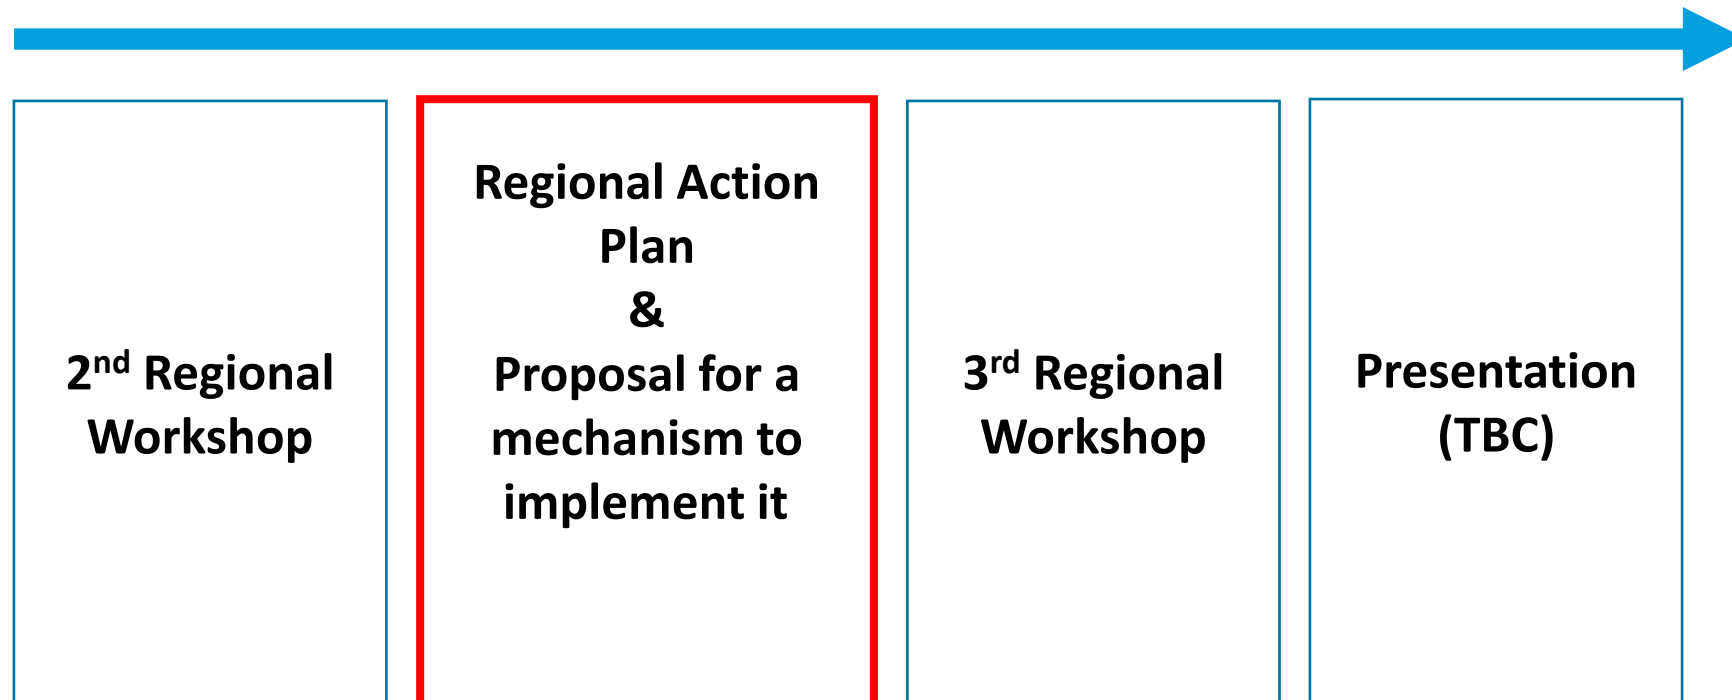 2nd Regional
Workshop
Regional Action
Plan
&
Proposal for a
mechanism to
implement it
3rd Regional
Workshop
Presentation
(TBC)